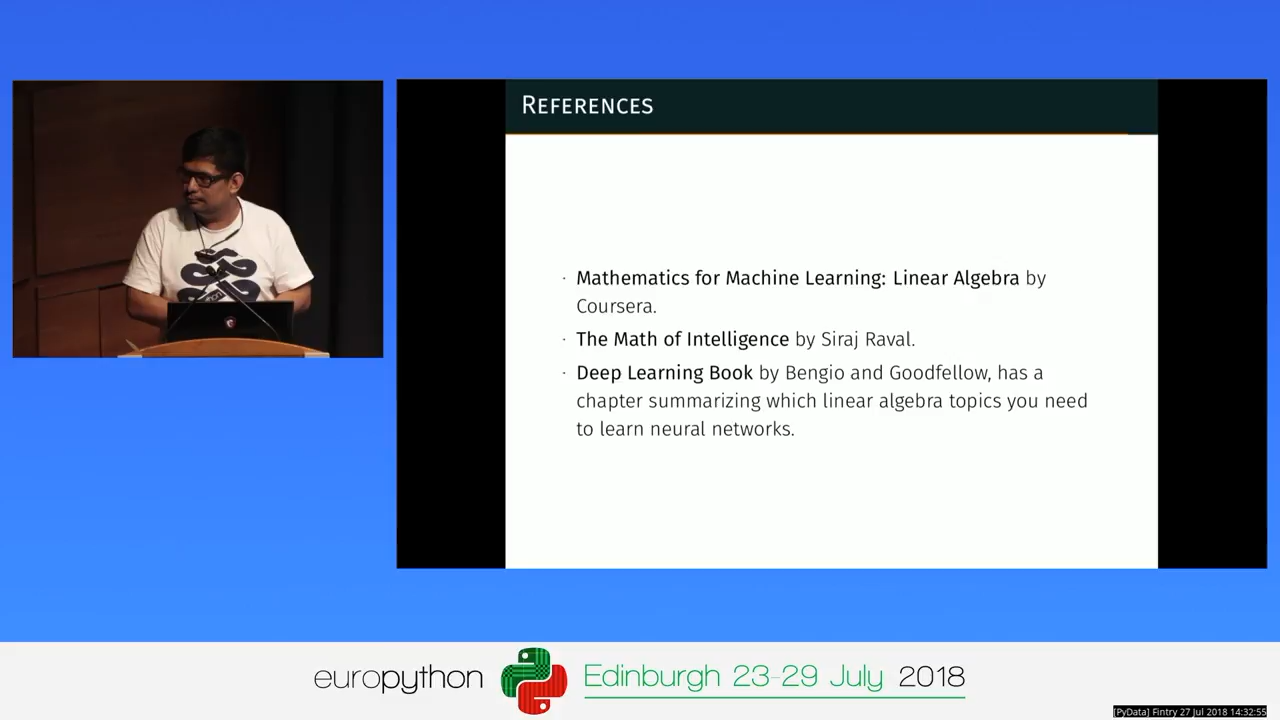 REFERENCES
· Mathematics for Machine Learning: Linear Algebra by
Coursera.
· The Math of Intelligence by Siraj Raval.
· Deep Learning Book by Bengio and Goodfellow, has a
chapter summarizing which linear algebra topics you need
to learn neural networks.
europython Edinburgh 23-29 July 2018
[PyData] Fintry 27 Jul 2018 14:32:55